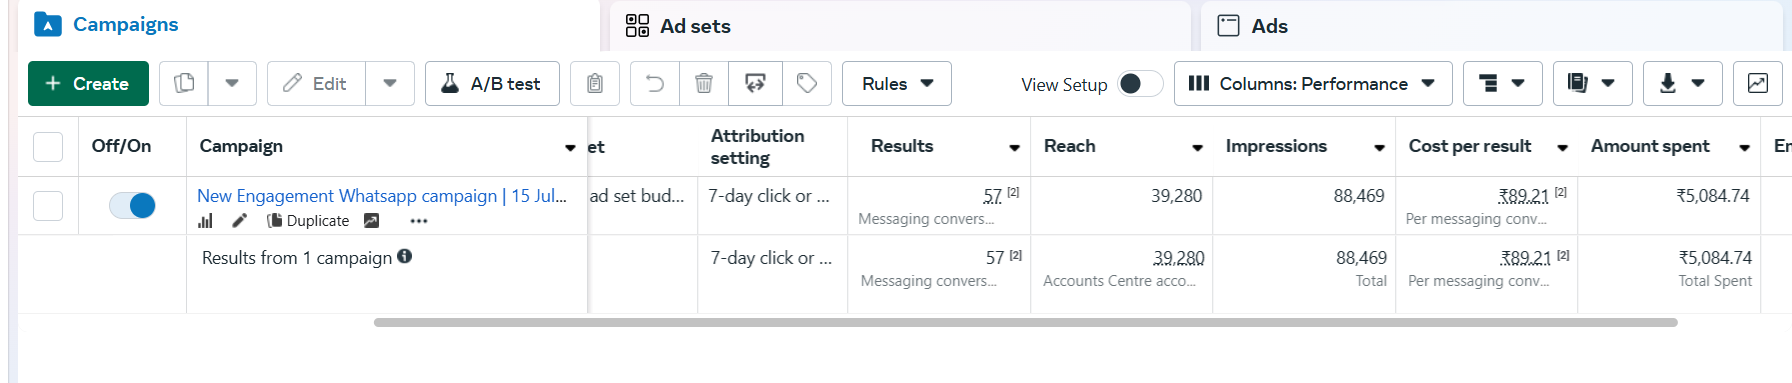 Campaigns
Ad sets
Ads
+ Create
Edit
A/B test
Rules
View Setup
Columns: Performance
Off/On
Campaign
et
Attribution setting
Results
Reach
Impressions
Cost per result
Amount spent
En
New Engagement Whatsapp campaign | 15 Jul...
ad set bud...
7-day click or ...
57 [2]
39,280
88,469
₹89.21 [2]
₹5,084.74
Messaging convers...
Per messaging conv...
Duplicate
Results from 1 campaign
7-day click or ...
57 [2]
39,280
88,469
₹89.21 [2]
₹5,084.74
Messaging convers...
Accounts Centre acco...
Total
Per messaging conv...
Total Spent